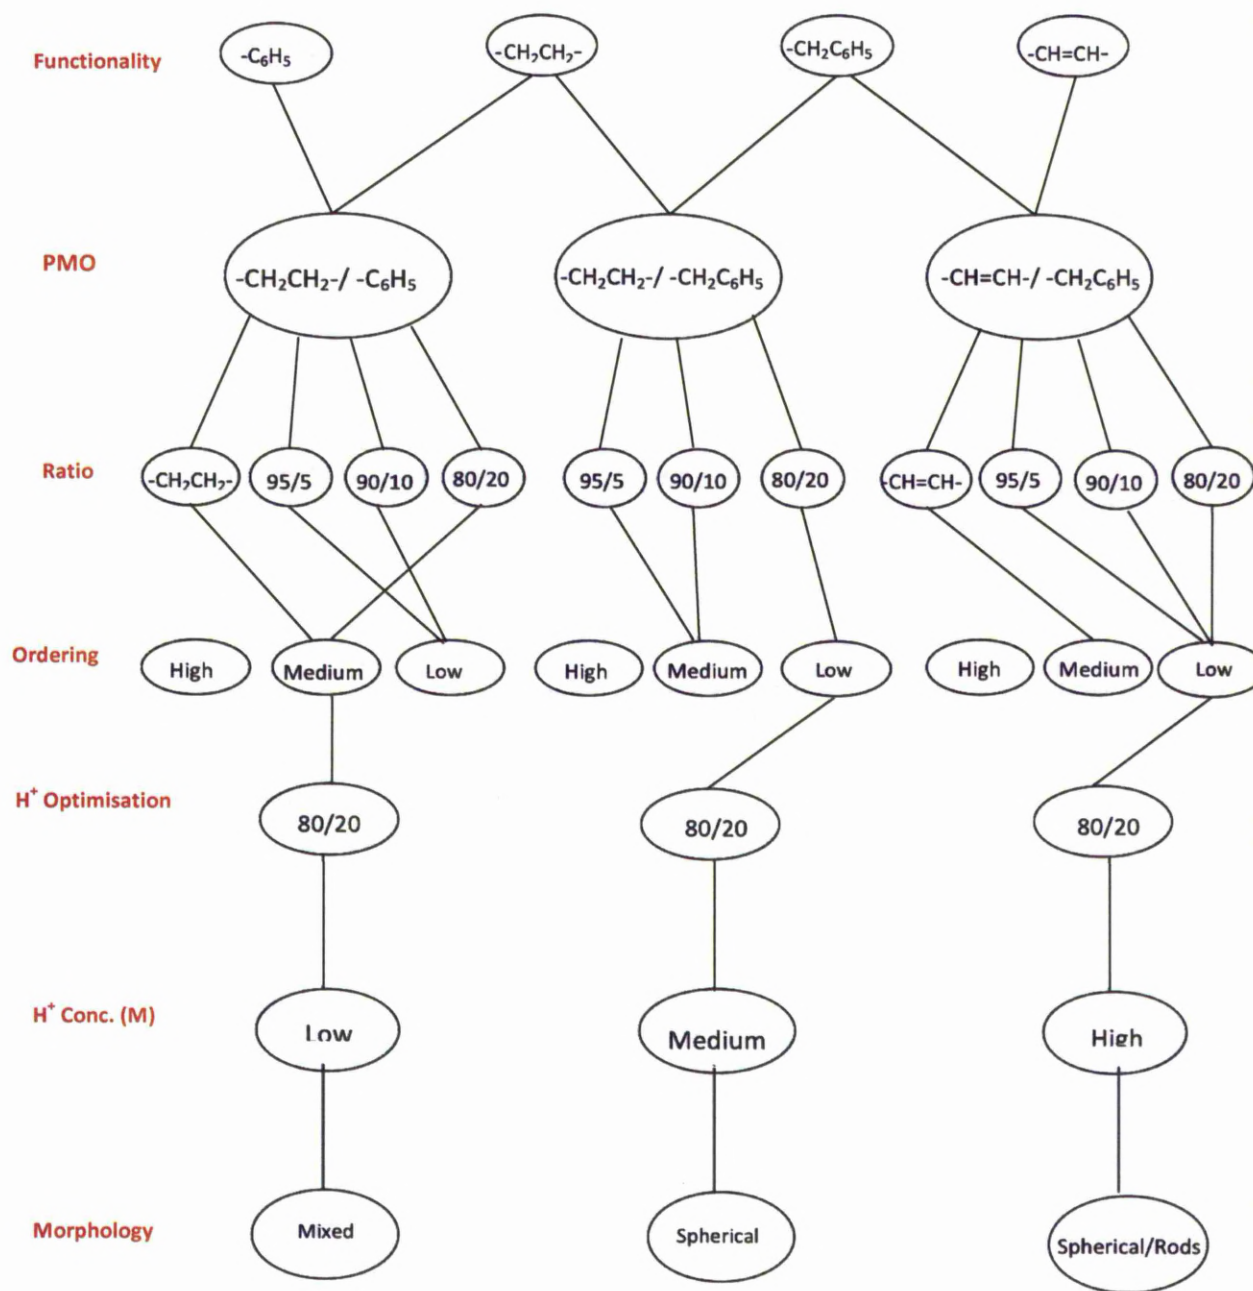 Functionality
-C₆H₅
-CH₂CH₂-
-CH₂C₆H₅
-CH=CH-
PMO
-CH₂CH₂-/ -C₆H₅
-CH₂CH₂-/ -CH₂C₆H₅
-CH=CH-/ -CH₂C₆H₅
Ratio
-CH₂CH₂-
95/5
90/10
80/20
95/5
90/10
80/20
-CH=CH-
95/5
90/10
80/20
Ordering
High
Medium
Low
High
Medium
Low
High
Medium
Low
H⁺ Optimisation
80/20
80/20
80/20
H⁺ Conc. (M)
Low
Medium
High
Morphology
Mixed
Spherical
Spherical/Rods